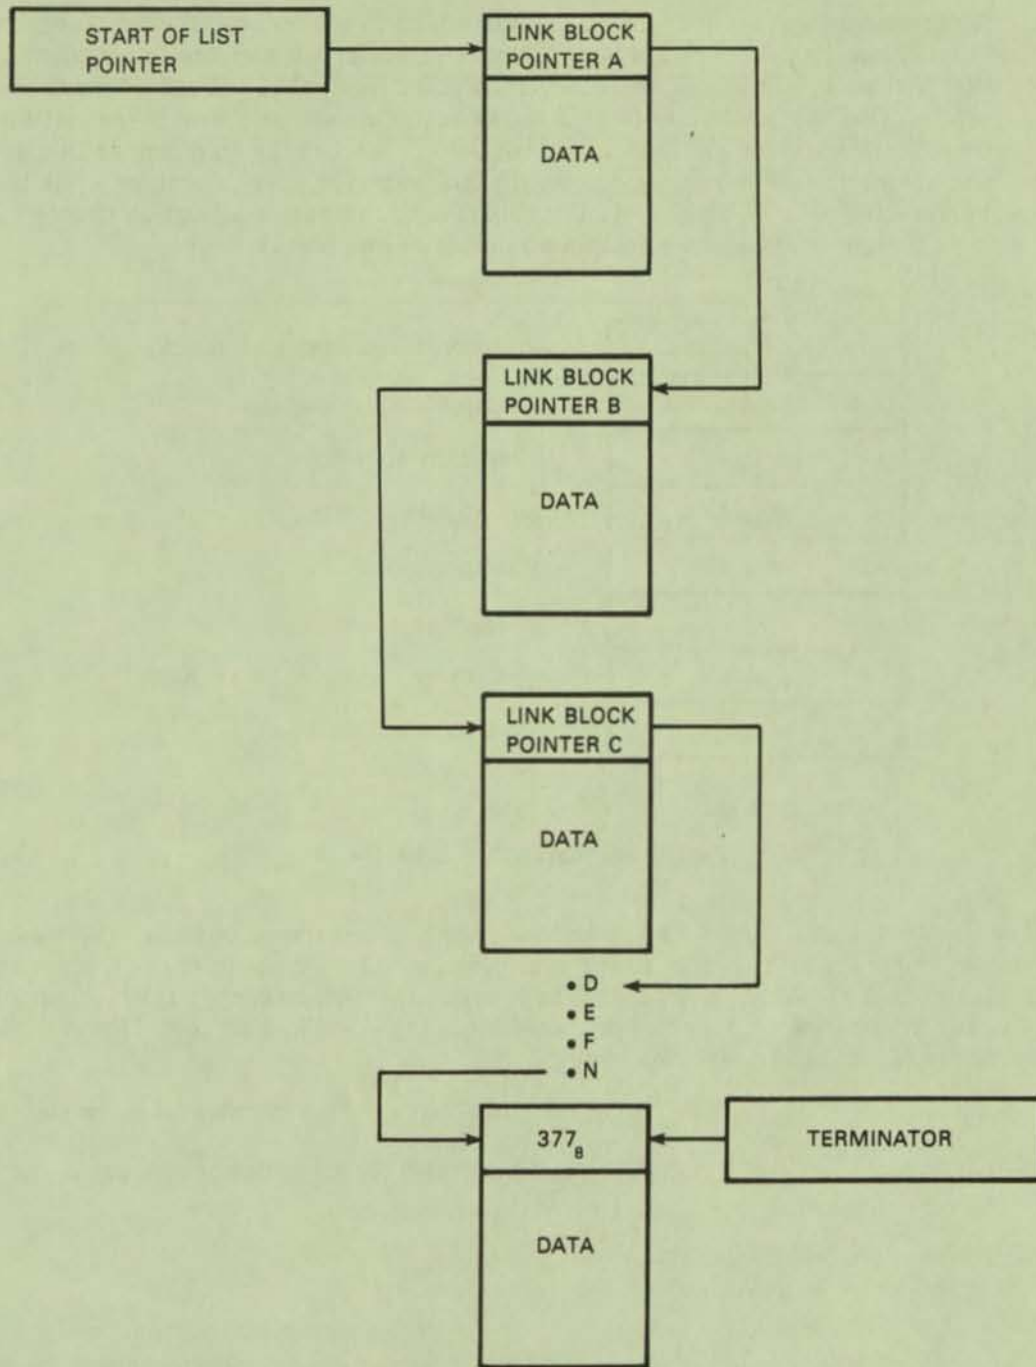 START OF LIST
POINTER
LINK BLOCK
POINTER A
DATA
LINK BLOCK
POINTER B
DATA
LINK BLOCK
POINTER C
DATA
• D
• E
• F
• N
377₈
TERMINATOR
DATA